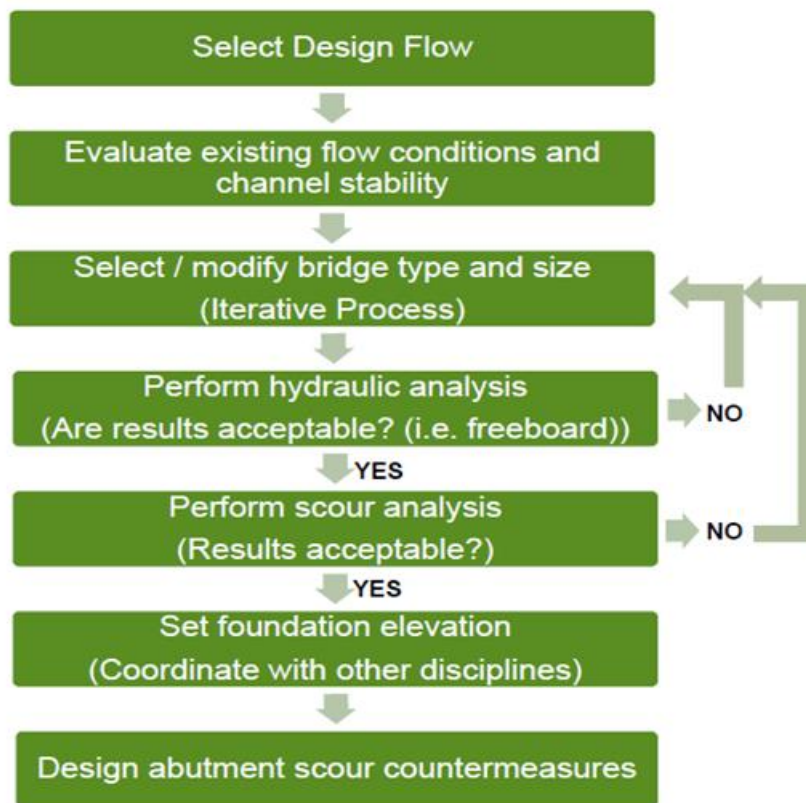 Select Design Flow
Evaluate existing flow conditions and
channel stability
Select / modify bridge type and size
(Iterative Process)
Perform hydraulic analysis
(Are results acceptable? (i.e. freeboard))
NO
YES
Perform scour analysis
(Results acceptable?)
NO
YES
Set foundation elevation
(Coordinate with other disciplines)
Design abutment scour countermeasures